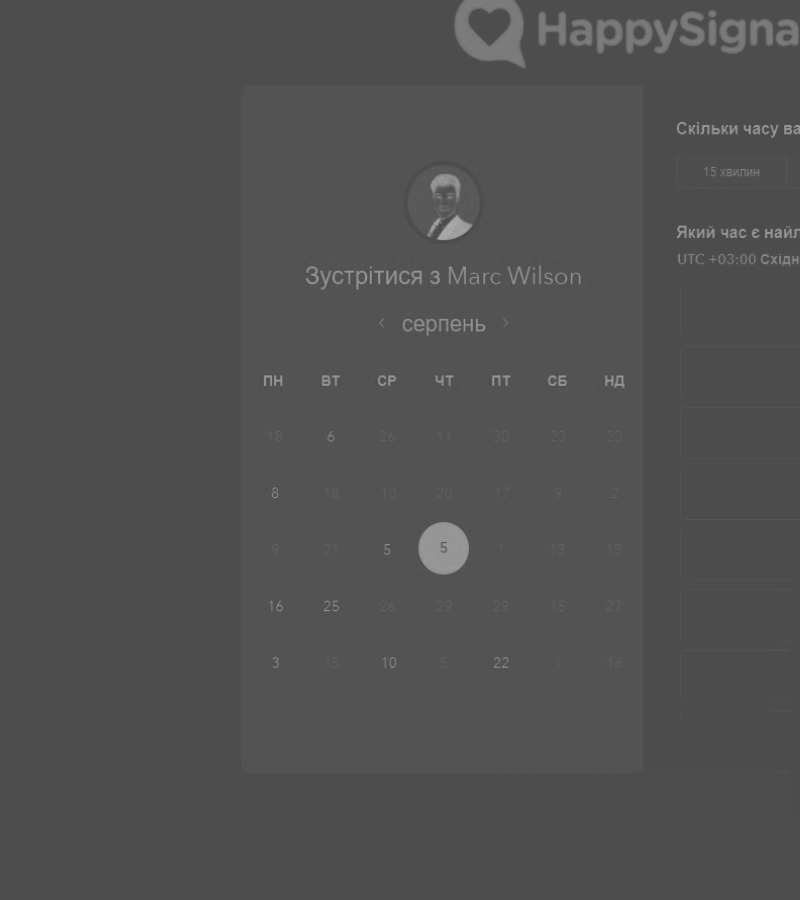 HappySigna
Зустрітися з Marc Wilson
‹ серпень ›
ПН ВТ СР ЧТ ПТ СБ НД
18 6 26 11 30 23 23
8 18 10 20 17 9 2
9 21 5 5 1 13 13
16 25 26 29 29 15 27
3 15 10 5 22 1 16
Скільки часу ва
15 хвилин
Який час є найл
UTC +03:00 Східн